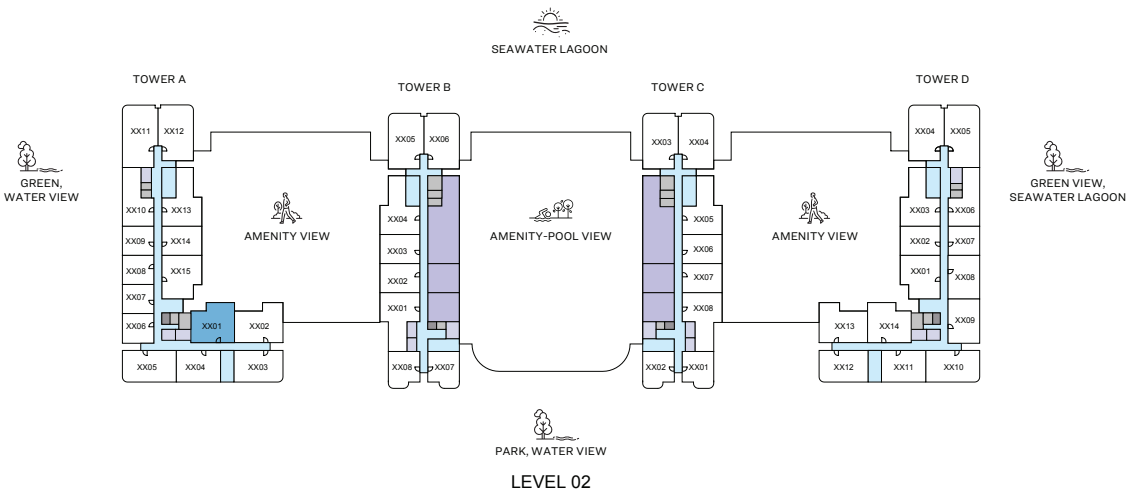 SEAWATER LAGOON
TOWER A
TOWER B
TOWER C
TOWER D
GREEN,
WATER VIEW
XX11
XX12
XX10
XX13
XX09
XX14
XX08
XX15
XX07
XX06
XX01
XX02
XX05
XX04
XX03
AMENITY VIEW
XX05
XX06
XX04
XX03
XX02
XX01
XX08
XX07
AMENITY-POOL VIEW
XX03
XX04
XX05
XX06
XX07
XX08
XX02
XX01
AMENITY VIEW
XX04
XX05
XX03
XX06
XX02
XX07
XX01
XX08
XX09
XX13
XX14
XX12
XX11
XX10
GREEN VIEW,
SEAWATER LAGOON
PARK, WATER VIEW
LEVEL 02